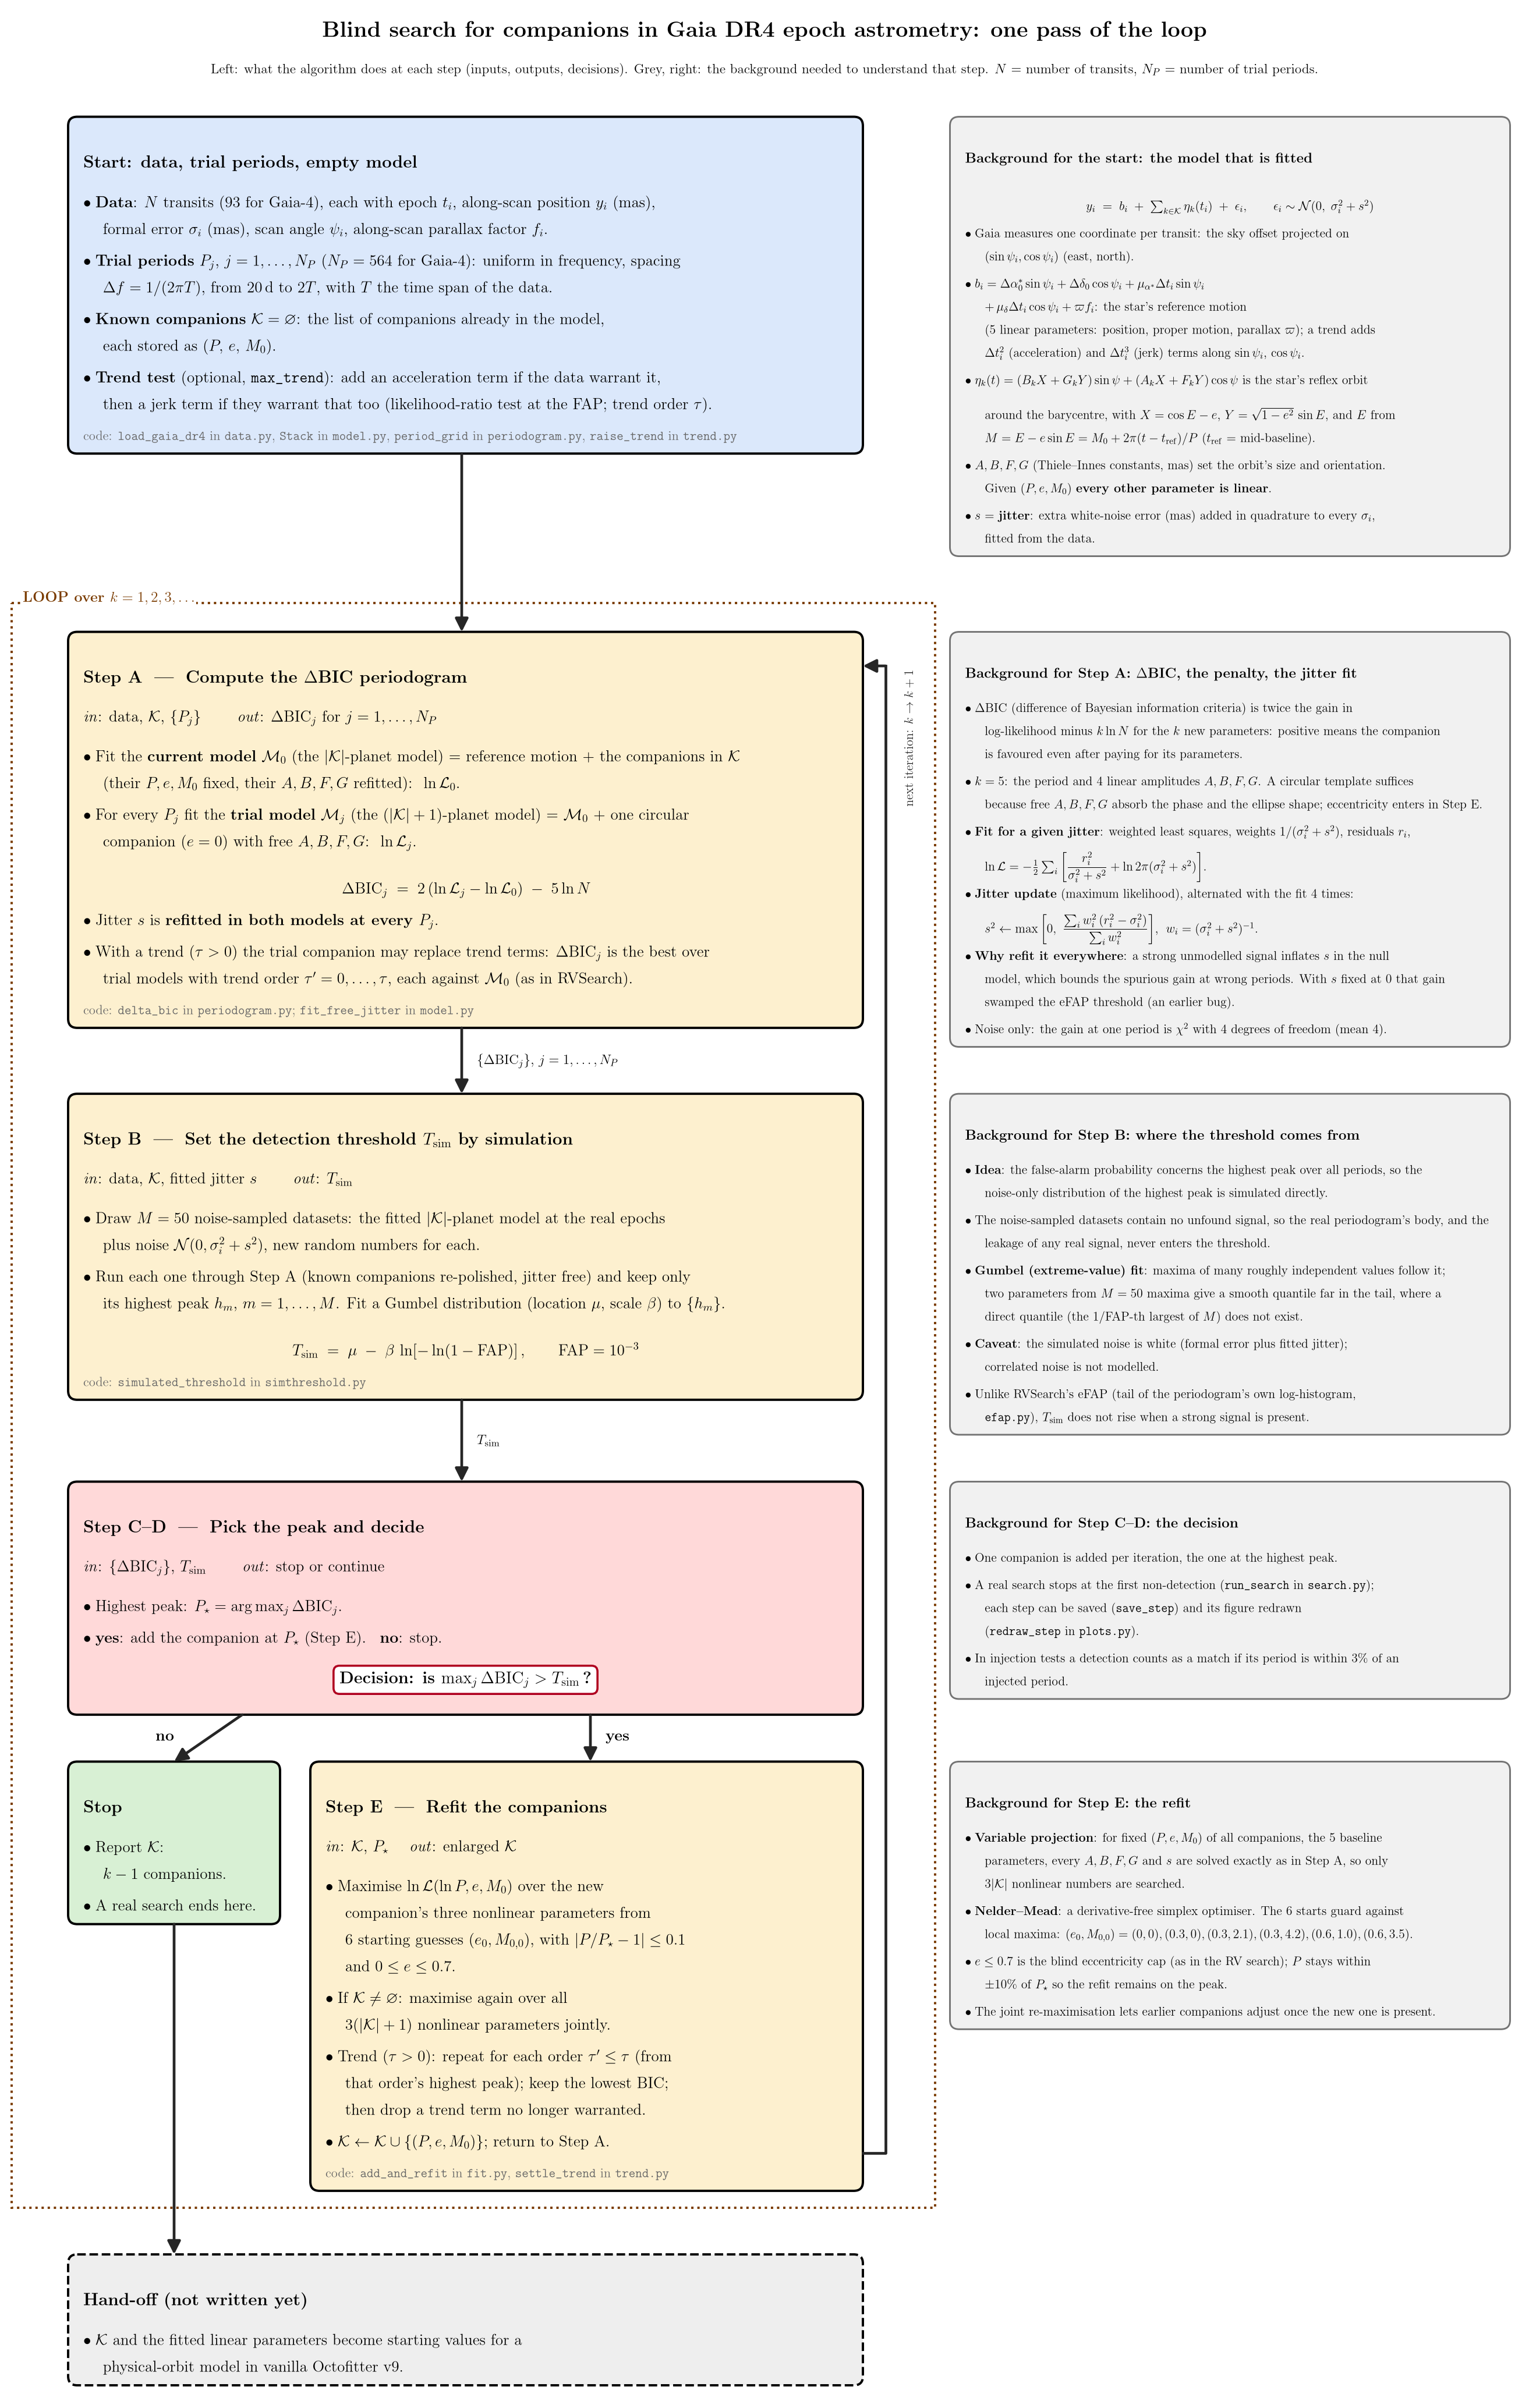 Blind search for companions in Gaia DR4 epoch astrometry: one pass of the loop
Left: what the algorithm does at each step (inputs, outputs, decisions). Grey, right: the background needed to understand that step. N = number of transits, N_P = number of trial periods.
Start: data, trial periods, empty model
• Data: N transits (93 for Gaia-4), each with epoch t_i, along-scan position y_i (mas),
formal error σ_i (mas), scan angle ψ_i, along-scan parallax factor f_i.
• Trial periods P_j, j = 1, …, N_P (N_P = 564 for Gaia-4): uniform in frequency, spacing
Δf = 1/(2πT), from 20 d to 2T, with T the time span of the data.
• Known companions 𝒦 = ∅: the list of companions already in the model,
each stored as (P, e, M_0).
• Trend test (optional, max_trend): add an acceleration term if the data warrant it,
then a jerk term if they warrant that too (likelihood-ratio test at the FAP; trend order τ).
code: load_gaia_dr4 in data.py, Stack in model.py, period_grid in periodogram.py, raise_trend in trend.py
Background for the start: the model that is fitted
y_i = b_i + ∑_{k∈𝒦} η_k(t_i) + ϵ_i, ϵ_i ∼ 𝒩(0, σ_i^2 + s^2)
• Gaia measures one coordinate per transit: the sky offset projected on
(sin ψ_i, cos ψ_i) (east, north).
• b_i = Δα_0^* sin ψ_i + Δδ_0 cos ψ_i + μ_{α*} Δt_i sin ψ_i
+ μ_δ Δt_i cos ψ_i + ϖ f_i: the star's reference motion
(5 linear parameters: position, proper motion, parallax ϖ); a trend adds
Δt_i^2 (acceleration) and Δt_i^3 (jerk) terms along sin ψ_i, cos ψ_i.
• η_k(t) = (B_k X + G_k Y) sin ψ + (A_k X + F_k Y) cos ψ is the star's reflex orbit
around the barycentre, with X = cos E − e, Y = √(1 − e^2) sin E, and E from
M = E − e sin E = M_0 + 2π(t − t_ref)/P (t_ref = mid-baseline).
• A, B, F, G (Thiele–Innes constants, mas) set the orbit's size and orientation.
Given (P, e, M_0) every other parameter is linear.
• s = jitter: extra white-noise error (mas) added in quadrature to every σ_i,
fitted from the data.
LOOP over k = 1, 2, 3, …
Step A — Compute the ΔBIC periodogram
in: data, 𝒦, {P_j} out: ΔBIC_j for j = 1, …, N_P
• Fit the current model ℳ_0 (the |𝒦|-planet model) = reference motion + the companions in 𝒦
(their P, e, M_0 fixed, their A, B, F, G refitted): ln ℒ_0.
• For every P_j fit the trial model ℳ_j (the (|𝒦| + 1)-planet model) = ℳ_0 + one circular
companion (e = 0) with free A, B, F, G: ln ℒ_j.
ΔBIC_j = 2 (ln ℒ_j − ln ℒ_0) − 5 ln N
• Jitter s is refitted in both models at every P_j.
• With a trend (τ > 0) the trial companion may replace trend terms: ΔBIC_j is the best over
trial models with trend order τ′ = 0, …, τ, each against ℳ_0 (as in RVSearch).
code: delta_bic in periodogram.py; fit_free_jitter in model.py
next iteration: k → k + 1
Background for Step A: ΔBIC, the penalty, the jitter fit
• ΔBIC (difference of Bayesian information criteria) is twice the gain in
log-likelihood minus k ln N for the k new parameters: positive means the companion
is favoured even after paying for its parameters.
• k = 5: the period and 4 linear amplitudes A, B, F, G. A circular template suffices
because free A, B, F, G absorb the phase and the ellipse shape; eccentricity enters in Step E.
• Fit for a given jitter: weighted least squares, weights 1/(σ_i^2 + s^2), residuals r_i,
ln ℒ = −½ ∑_i [ r_i^2/(σ_i^2 + s^2) + ln 2π(σ_i^2 + s^2) ].
• Jitter update (maximum likelihood), alternated with the fit 4 times:
s^2 ← max [ 0, ∑_i w_i^2 (r_i^2 − σ_i^2) / ∑_i w_i^2 ], w_i = (σ_i^2 + s^2)^{−1}.
• Why refit it everywhere: a strong unmodelled signal inflates s in the null
model, which bounds the spurious gain at wrong periods. With s fixed at 0 that gain
swamped the eFAP threshold (an earlier bug).
• Noise only: the gain at one period is χ^2 with 4 degrees of freedom (mean 4).
{ΔBIC_j}, j = 1, …, N_P
Step B — Set the detection threshold T_sim by simulation
in: data, 𝒦, fitted jitter s out: T_sim
• Draw M = 50 noise-sampled datasets: the fitted |𝒦|-planet model at the real epochs
plus noise 𝒩(0, σ_i^2 + s^2), new random numbers for each.
• Run each one through Step A (known companions re-polished, jitter free) and keep only
its highest peak h_m, m = 1, …, M. Fit a Gumbel distribution (location μ, scale β) to {h_m}.
T_sim = μ − β ln[− ln(1 − FAP)], FAP = 10^{−3}
code: simulated_threshold in simthreshold.py
Background for Step B: where the threshold comes from
• Idea: the false-alarm probability concerns the highest peak over all periods, so the
noise-only distribution of the highest peak is simulated directly.
• The noise-sampled datasets contain no unfound signal, so the real periodogram's body, and the
leakage of any real signal, never enters the threshold.
• Gumbel (extreme-value) fit: maxima of many roughly independent values follow it;
two parameters from M = 50 maxima give a smooth quantile far in the tail, where a
direct quantile (the 1/FAP-th largest of M) does not exist.
• Caveat: the simulated noise is white (formal error plus fitted jitter);
correlated noise is not modelled.
• Unlike RVSearch's eFAP (tail of the periodogram's own log-histogram,
efap.py), T_sim does not rise when a strong signal is present.
T_sim
Step C–D — Pick the peak and decide
in: {ΔBIC_j}, T_sim out: stop or continue
• Highest peak: P_⋆ = arg max_j ΔBIC_j.
• yes: add the companion at P_⋆ (Step E). no: stop.
Decision: is max_j ΔBIC_j > T_sim ?
Background for Step C–D: the decision
• One companion is added per iteration, the one at the highest peak.
• A real search stops at the first non-detection (run_search in search.py);
each step can be saved (save_step) and its figure redrawn
(redraw_step in plots.py).
• In injection tests a detection counts as a match if its period is within 3% of an
injected period.
no
yes
Stop
• Report 𝒦:
k − 1 companions.
• A real search ends here.
Step E — Refit the companions
in: 𝒦, P_⋆ out: enlarged 𝒦
• Maximise ln ℒ(ln P, e, M_0) over the new
companion's three nonlinear parameters from
6 starting guesses (e_0, M_{0,0}), with |P/P_⋆ − 1| ≤ 0.1
and 0 ≤ e ≤ 0.7.
• If 𝒦 ≠ ∅: maximise again over all
3(|𝒦| + 1) nonlinear parameters jointly.
• Trend (τ > 0): repeat for each order τ′ ≤ τ (from
that order's highest peak); keep the lowest BIC;
then drop a trend term no longer warranted.
• 𝒦 ← 𝒦 ∪ {(P, e, M_0)}; return to Step A.
code: add_and_refit in fit.py, settle_trend in trend.py
Background for Step E: the refit
• Variable projection: for fixed (P, e, M_0) of all companions, the 5 baseline
parameters, every A, B, F, G and s are solved exactly as in Step A, so only
3|𝒦| nonlinear numbers are searched.
• Nelder–Mead: a derivative-free simplex optimiser. The 6 starts guard against
local maxima: (e_0, M_{0,0}) = (0, 0), (0.3, 0), (0.3, 2.1), (0.3, 4.2), (0.6, 1.0), (0.6, 3.5).
• e ≤ 0.7 is the blind eccentricity cap (as in the RV search); P stays within
±10% of P_⋆ so the refit remains on the peak.
• The joint re-maximisation lets earlier companions adjust once the new one is present.
Hand-off (not written yet)
• 𝒦 and the fitted linear parameters become starting values for a
physical-orbit model in vanilla Octofitter v9.